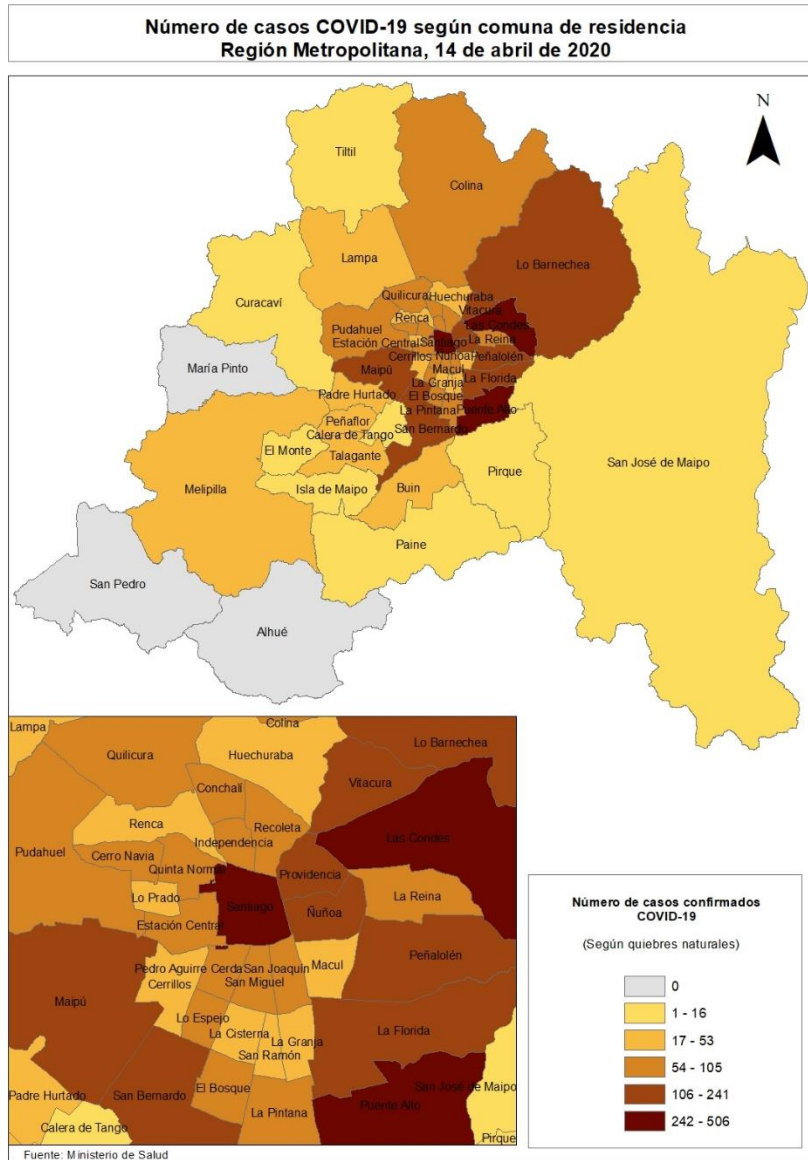 Número de casos COVID-19 según comuna de residencia
Región Metropolitana, 14 de abril de 2020
N
Tiltil
Colina
Lo Barnechea
Lampa
Curacaví
Quilicura
Huechuraba
Renca
Vitacura
Las Condes
Pudahuel
Estación Central
Santiago
La Reina
María Pinto
Cerrillos
Ñuñoa
Peñalolén
Maipú
Macul
La Granja
La Florida
Padre Hurtado
El Bosque
La Pintana
Puente Alto
Peñaflor
Calera de Tango
San Bernardo
El Monte
Talagante
Pirque
San José de Maipo
Melipilla
Isla de Maipo
Buin
Paine
San Pedro
Alhué
Lampa
Colina
Lo Barnechea
Quilicura
Huechuraba
Vitacura
Conchalí
Renca
Recoleta
Las Condes
Independencia
Pudahuel
Cerro Navia
Quinta Normal
Providencia
Lo Prado
Santiago
La Reina
Ñuñoa
Estación Central
Pedro Aguirre Cerda
San Joaquín
Macul
Peñalolén
Cerrillos
San Miguel
Maipú
Lo Espejo
La Cisterna
La Granja
La Florida
San Ramón
Padre Hurtado
San Bernardo
El Bosque
San José de Maipo
La Pintana
Puente Alto
Calera de Tango
Pirque
Número de casos confirmados
COVID-19
(Según quiebres naturales)
0
1 - 16
17 - 53
54 - 105
106 - 241
242 - 506
Fuente: Ministerio de Salud